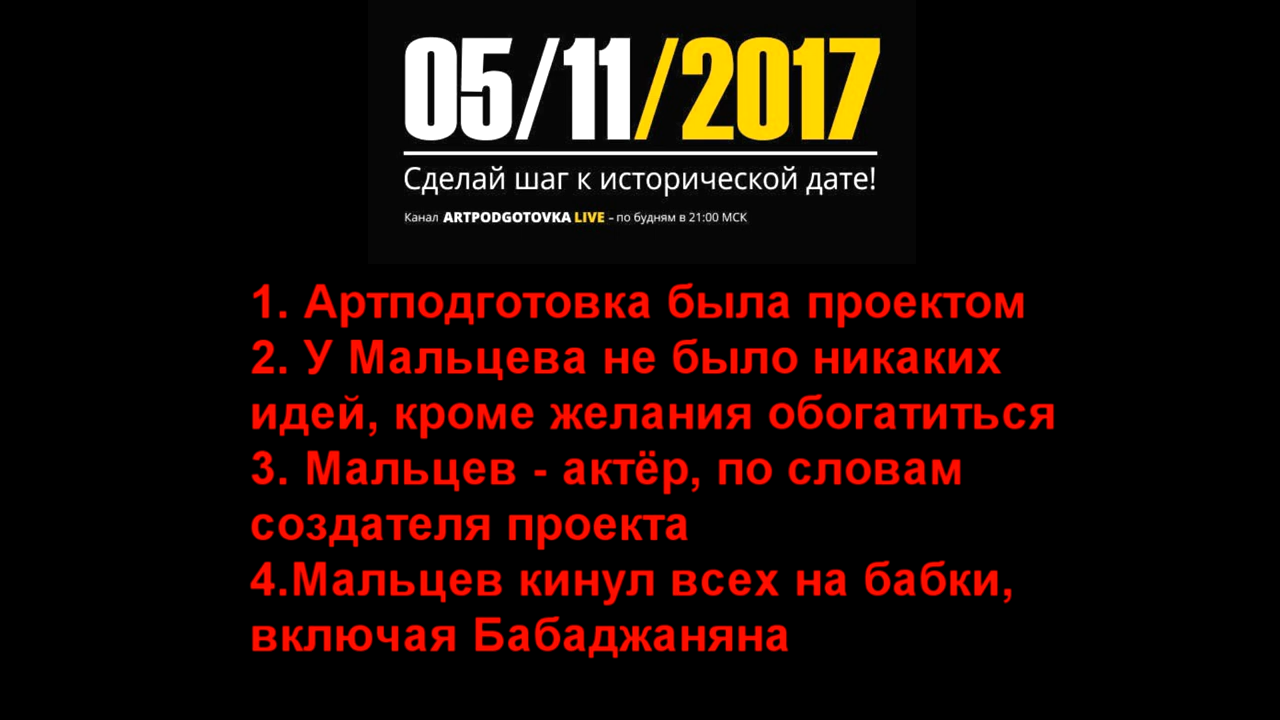 05/11/2017
Сделай шаг к исторической дате!
Канал ARTPODGOTOVKA LIVE – по будням в 21:00 МСК
1. Артподготовка была проектом
2. У Мальцева не было никаких
идей, кроме желания обогатиться
3. Мальцев - актёр, по словам
создателя проекта
4.Мальцев кинул всех на бабки,
включая Бабаджаняна